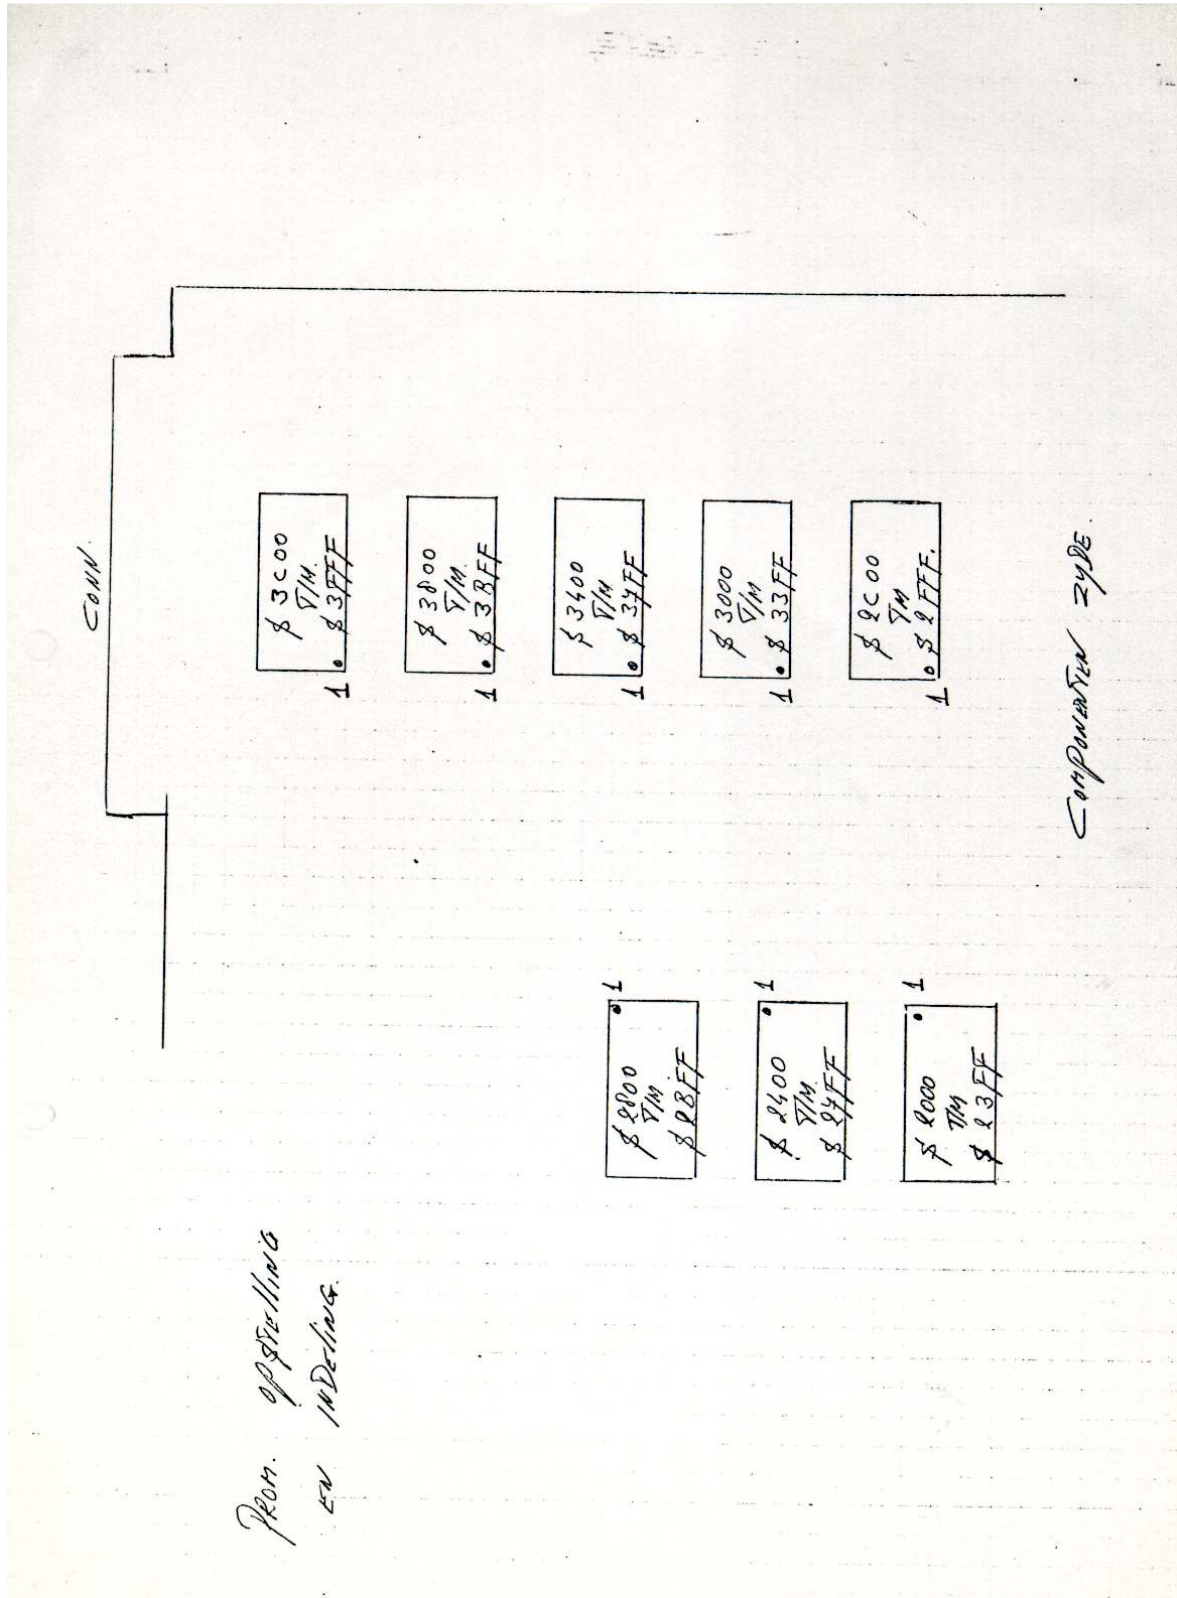 PROM. OPSTELLING
EN INDELING.
CONN.
$ 3C00
T/M.
$ 3FFF
1
$ 3800
T/M.
$ 3BFF
1
$ 3400
T/M
$ 37FF
1
$ 3000
T/M
$ 33FF
1
$ 2C00
TM
$ 2FFF.
1
$ 2800
T/M
$ 2BFF
1
$ 2400
T/M.
$ 27FF
1
$ 2000
T/M
$ 23FF
1
COMPONENTEN ZYDE.